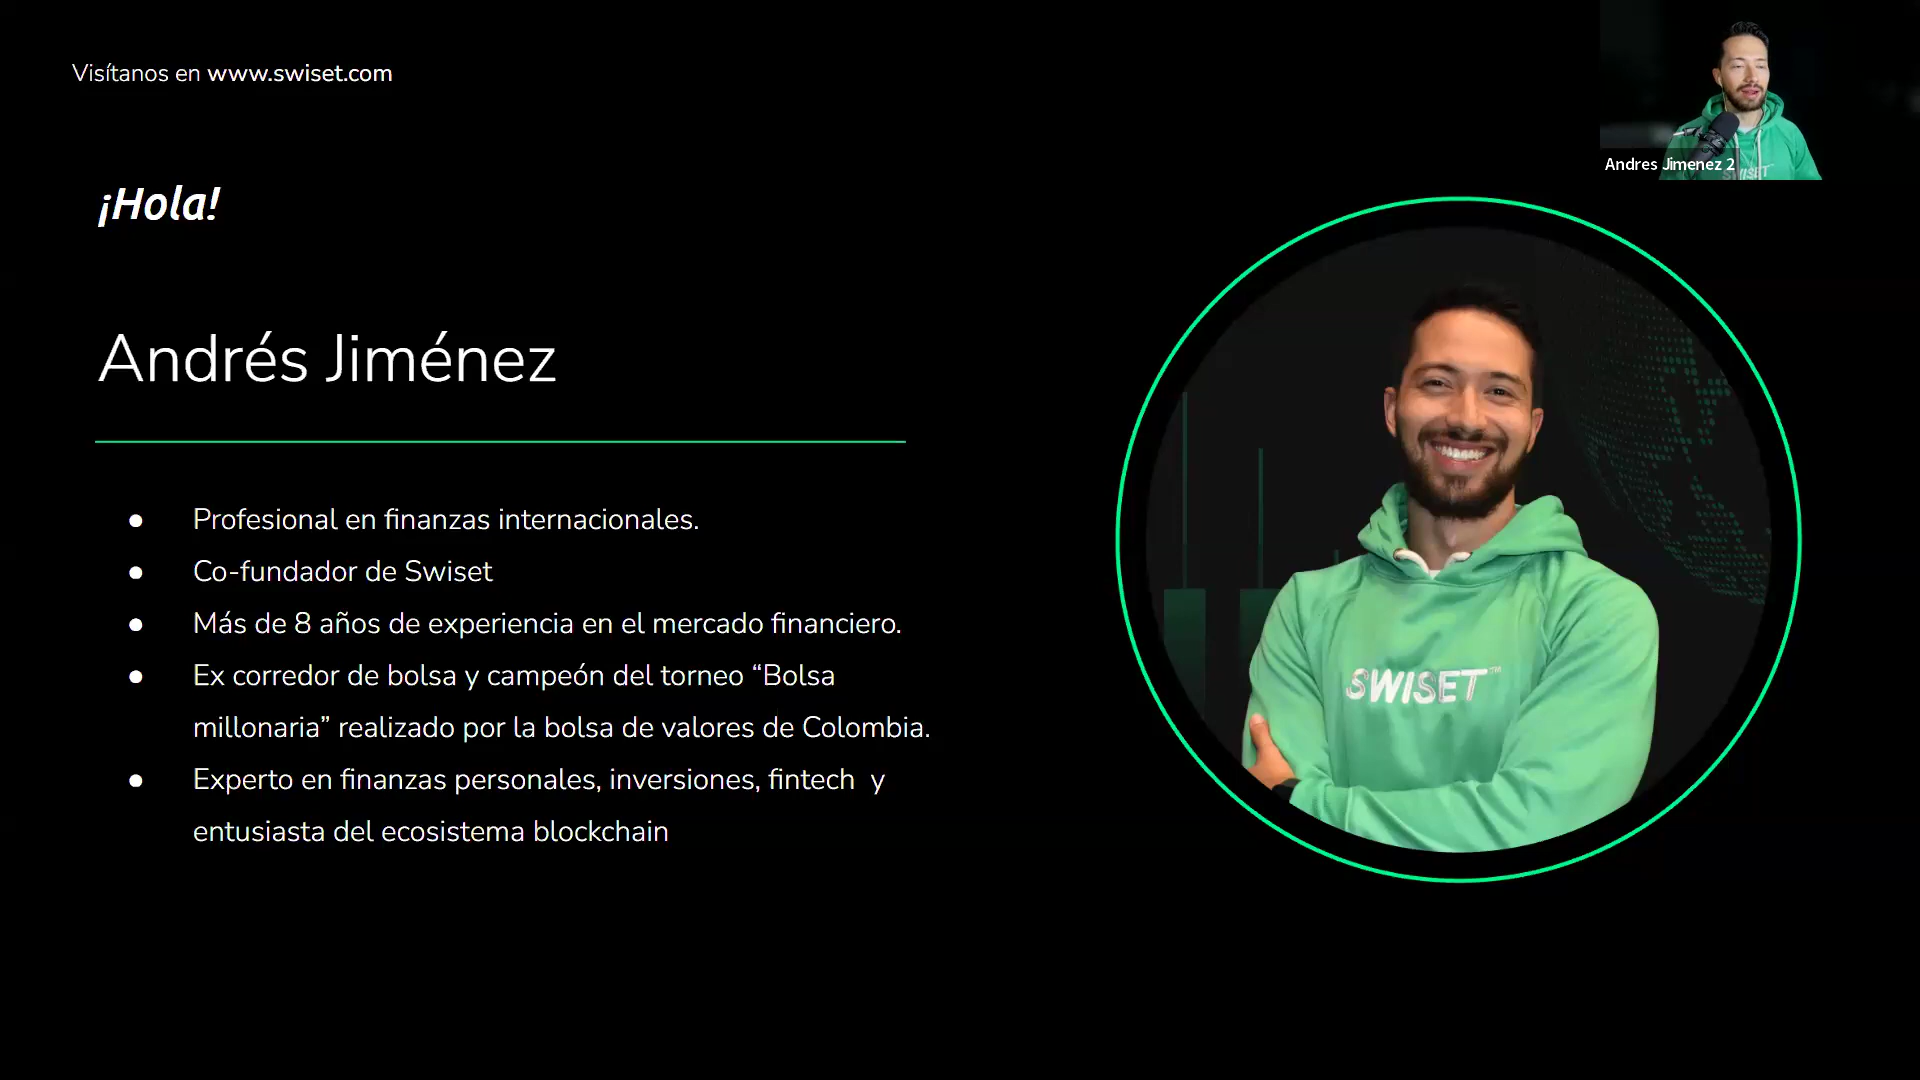 Visítanos en www.swiset.com
Andres Jimenez 2
SWISET
¡Hola!
Andrés Jiménez
● Profesional en finanzas internacionales.
● Co-fundador de Swiset
● Más de 8 años de experiencia en el mercado financiero.
● Ex corredor de bolsa y campeón del torneo “Bolsa
millonaria” realizado por la bolsa de valores de Colombia.
● Experto en finanzas personales, inversiones, fintech  y
entusiasta del ecosistema blockchain
SWISET™